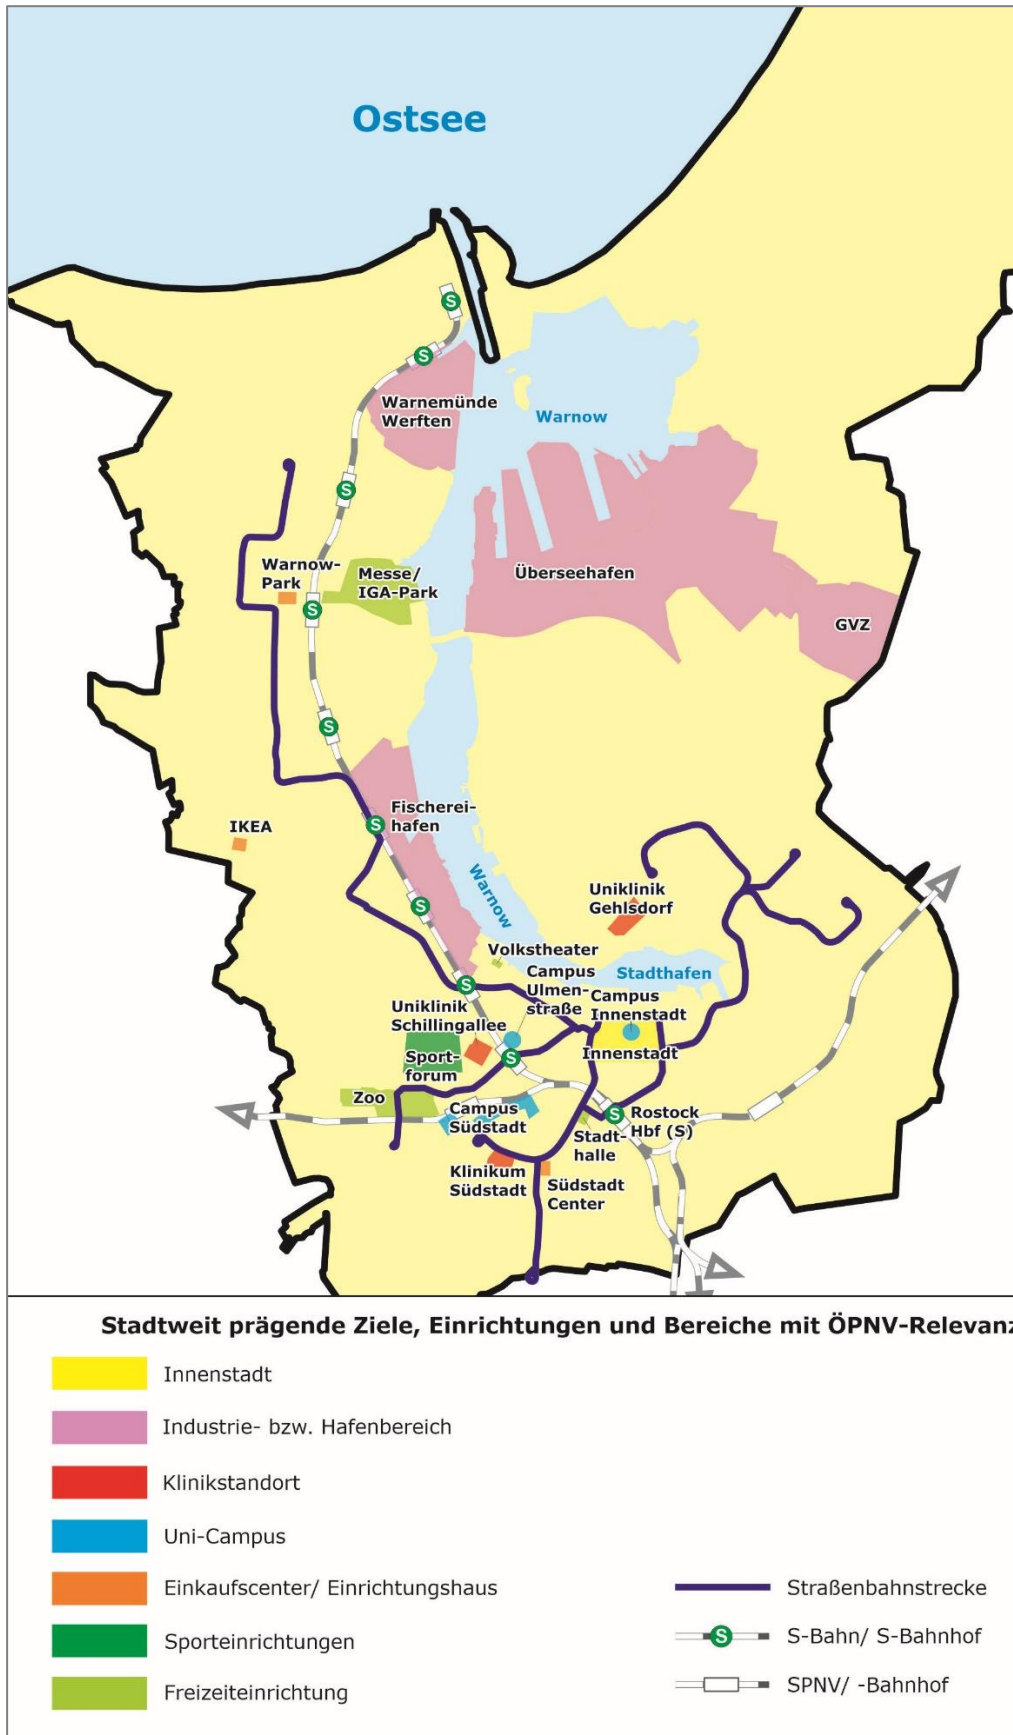 Ostsee
S
S
Warnemünde
Werften
Warnow
S
Warnow-
Park
Messe/
IGA-Park
Überseehafen
S
GVZ
S
Fischerei-
hafen
S
IKEA
Warnow
S
Uniklinik
Gehlsdorf
Volkstheater
Campus
Ulmen-
straße
Stadthafen
S
Campus
Innenstadt
Uniklinik
Schillingallee
Innenstadt
Sport-
forum
S
Zoo
Campus
Südstadt
S
Rostock
Hbf (S)
Stadt-
halle
Klinikum
Südstadt
Südstadt
Center
Stadtweit prägende Ziele, Einrichtungen und Bereiche mit ÖPNV-Relevanz
Innenstadt
Industrie- bzw. Hafenbereich
Klinikstandort
Uni-Campus
Einkaufscenter/ Einrichtungshaus
Sporteinrichtungen
Freizeiteinrichtung
Straßenbahnstrecke
S
S-Bahn/ S-Bahnhof
SPNV/ -Bahnhof